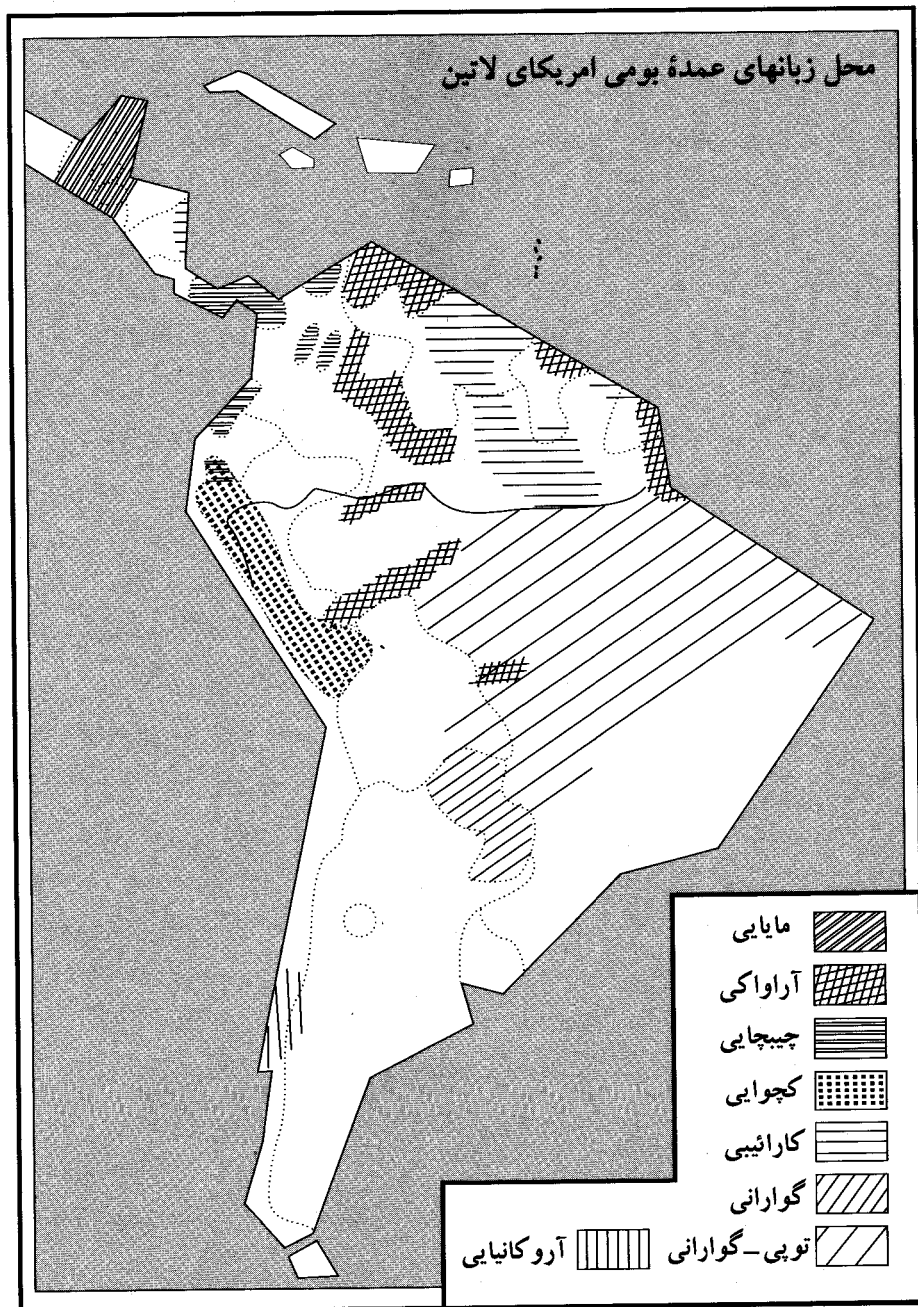 محل زبانهای عمدهٔ بومی امریکای لاتین
مایایی
آراواکی
چیبچایی
کچوایی
کارائیبی
گوارانی
توپی–گوارانی
آروکانیایی